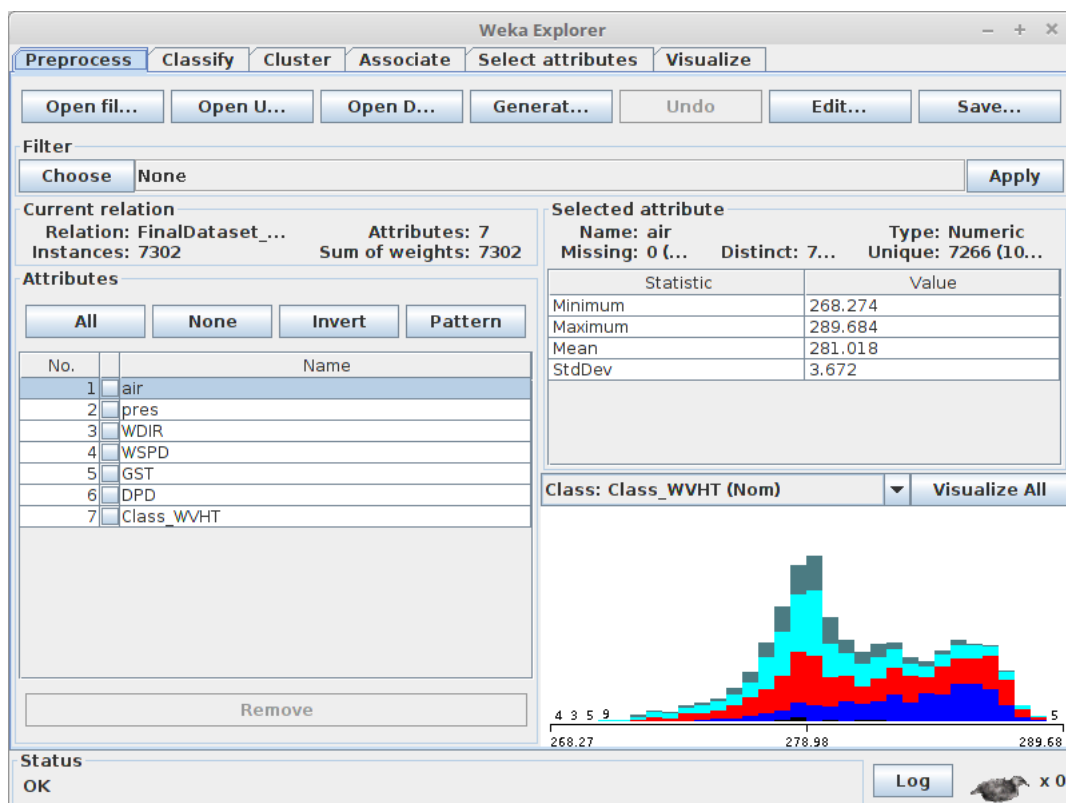 Weka Explorer
Preprocess Classify Cluster Associate Select attributes Visualize
Open fil... Open U... Open D... Generat... Undo Edit... Save...
Filter
Choose None Apply
Current relation
Relation: FinalDataset_... Attributes: 7
Instances: 7302 Sum of weights: 7302
Attributes
All None Invert Pattern
No. Name
1 air
2 pres
3 WDIR
4 WSPD
5 GST
6 DPD
7 Class_WVHT
Remove
Selected attribute
Name: air Type: Numeric
Missing: 0 (... Distinct: 7... Unique: 7266 (10...
Statistic Value
Minimum 268.274
Maximum 289.684
Mean 281.018
StdDev 3.672
Class: Class_WVHT (Nom) Visualize All
4 3 5 9 5
268.27 278.98 289.68
Status
OK
Log x 0